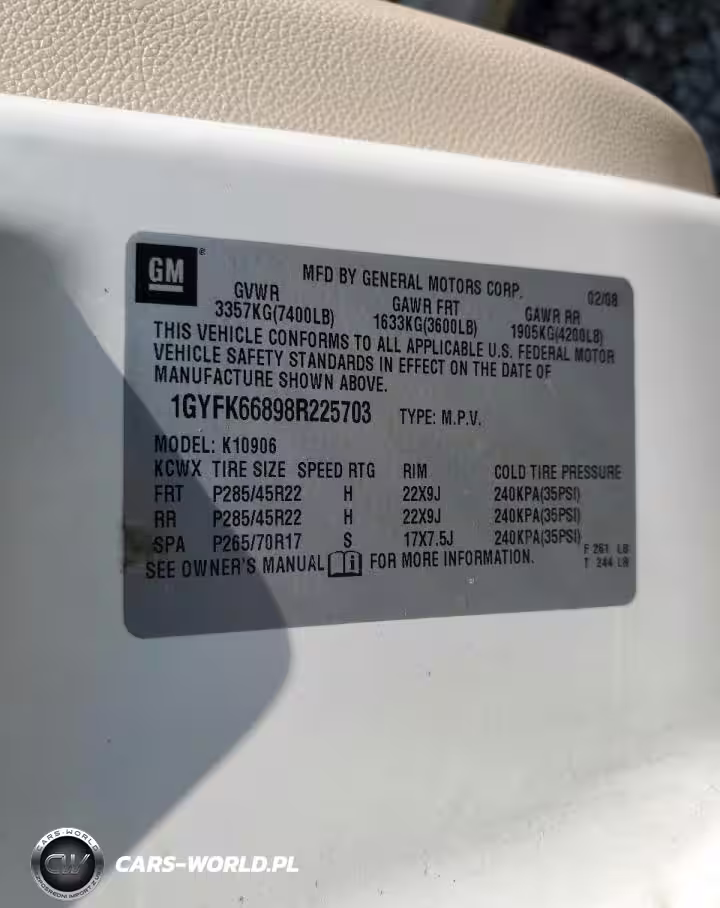 GM ®
MFD BY GENERAL MOTORS CORP. 02/08
GVWR GAWR FRT GAWR RR
3357KG(7400LB) 1633KG(3600LB) 1905KG(4200LB)
THIS VEHICLE CONFORMS TO ALL APPLICABLE U.S. FEDERAL MOTOR
VEHICLE SAFETY STANDARDS IN EFFECT ON THE DATE OF
MANUFACTURE SHOWN ABOVE.
1GYFK66898R225703 TYPE: M.P.V.
MODEL: K10906
KCWX TIRE SIZE SPEED RTG RIM COLD TIRE PRESSURE
FRT P285/45R22 H 22X9J 240KPA(35PSI)
RR P285/45R22 H 22X9J 240KPA(35PSI)
SPA P265/70R17 S 17X7.5J 240KPA(35PSI)
F 261 LB
T 244 LB
SEE OWNER'S MANUAL i FOR MORE INFORMATION.
CARS-WORLD
CW
CARS-WORLD.PL